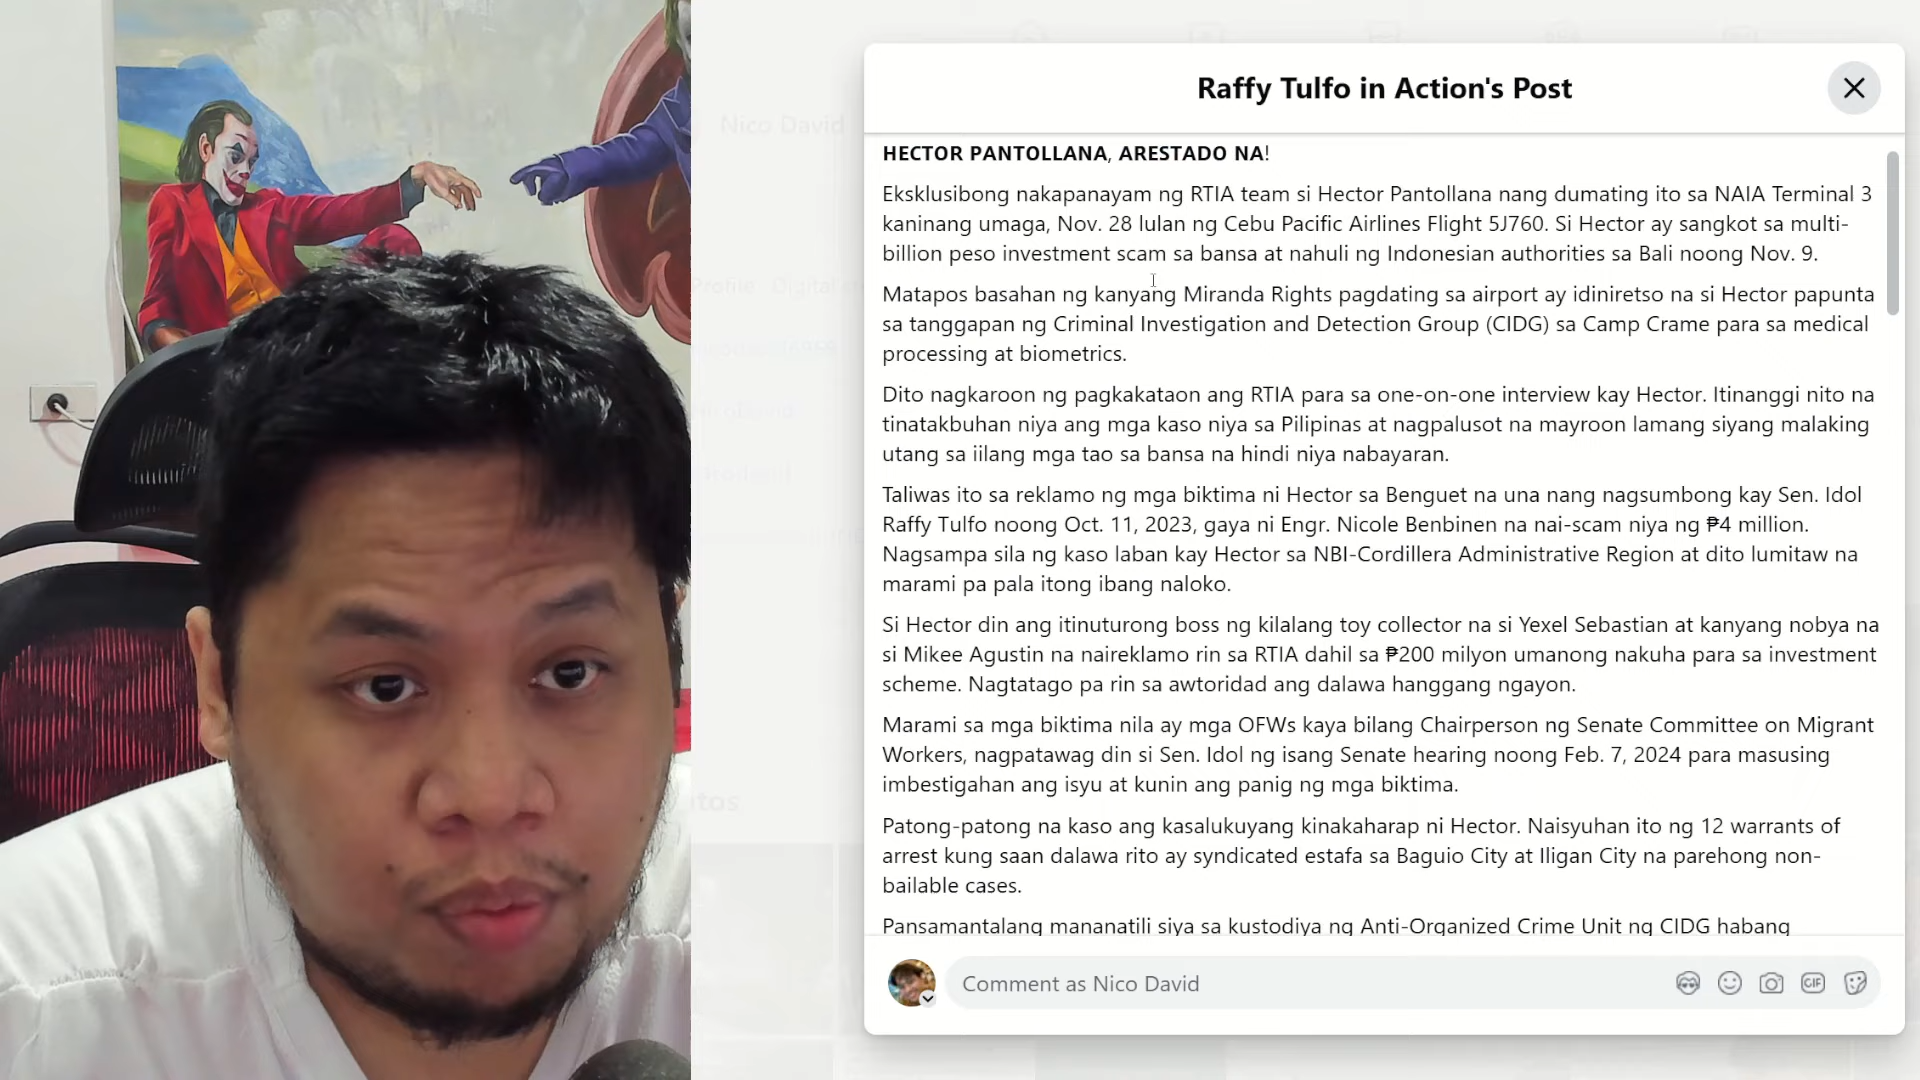 Raffy Tulfo in Action's Post
HECTOR PANTOLLANA, ARESTADO NA!
Eksklusibong nakapanayam ng RTIA team si Hector Pantollana nang dumating ito sa NAIA Terminal 3
kaninang umaga, Nov. 28 lulan ng Cebu Pacific Airlines Flight 5J760. Si Hector ay sangkot sa multi-
billion peso investment scam sa bansa at nahuli ng Indonesian authorities sa Bali noong Nov. 9.
Matapos basahan ng kanyang Miranda Rights pagdating sa airport ay idiniretso na si Hector papunta
sa tanggapan ng Criminal Investigation and Detection Group (CIDG) sa Camp Crame para sa medical
processing at biometrics.
Dito nagkaroon ng pagkakataon ang RTIA para sa one-on-one interview kay Hector. Itinanggi nito na
tinatakbuhan niya ang mga kaso niya sa Pilipinas at nagpalusot na mayroon lamang siyang malaking
utang sa iilang mga tao sa bansa na hindi niya nabayaran.
Taliwas ito sa reklamo ng mga biktima ni Hector sa Benguet na una nang nagsumbong kay Sen. Idol
Raffy Tulfo noong Oct. 11, 2023, gaya ni Engr. Nicole Benbinen na nai-scam niya ng ₱4 million.
Nagsampa sila ng kaso laban kay Hector sa NBI-Cordillera Administrative Region at dito lumitaw na
marami pa pala itong ibang naloko.
Si Hector din ang itinuturong boss ng kilalang toy collector na si Yexel Sebastian at kanyang nobya na
si Mikee Agustin na naireklamo rin sa RTIA dahil sa ₱200 milyon umanong nakuha para sa investment
scheme. Nagtatago pa rin sa awtoridad ang dalawa hanggang ngayon.
Marami sa mga biktima nila ay mga OFWs kaya bilang Chairperson ng Senate Committee on Migrant
Workers, nagpatawag din si Sen. Idol ng isang Senate hearing noong Feb. 7, 2024 para masusing
imbestigahan ang isyu at kunin ang panig ng mga biktima.
Patong-patong na kaso ang kasalukuyang kinakaharap ni Hector. Naisyuhan ito ng 12 warrants of
arrest kung saan dalawa rito ay syndicated estafa sa Baguio City at Iligan City na parehong non-
bailable cases.
Pansamantalang mananatili siya sa kustodiya ng Anti-Organized Crime Unit ng CIDG habang
Comment as Nico David
GIF
Nico David
Profile · Digital